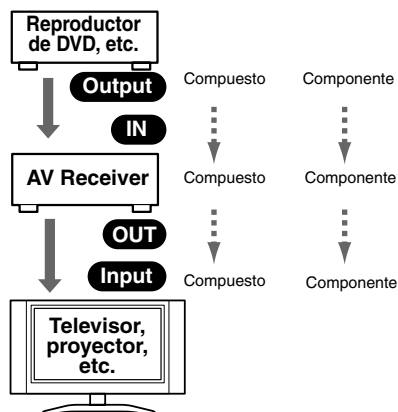 Reproductor
de DVD, etc.
Output Compuesto Componente
IN
AV Receiver Compuesto Componente
OUT
Input Compuesto Componente
Televisor,
proyector,
etc.